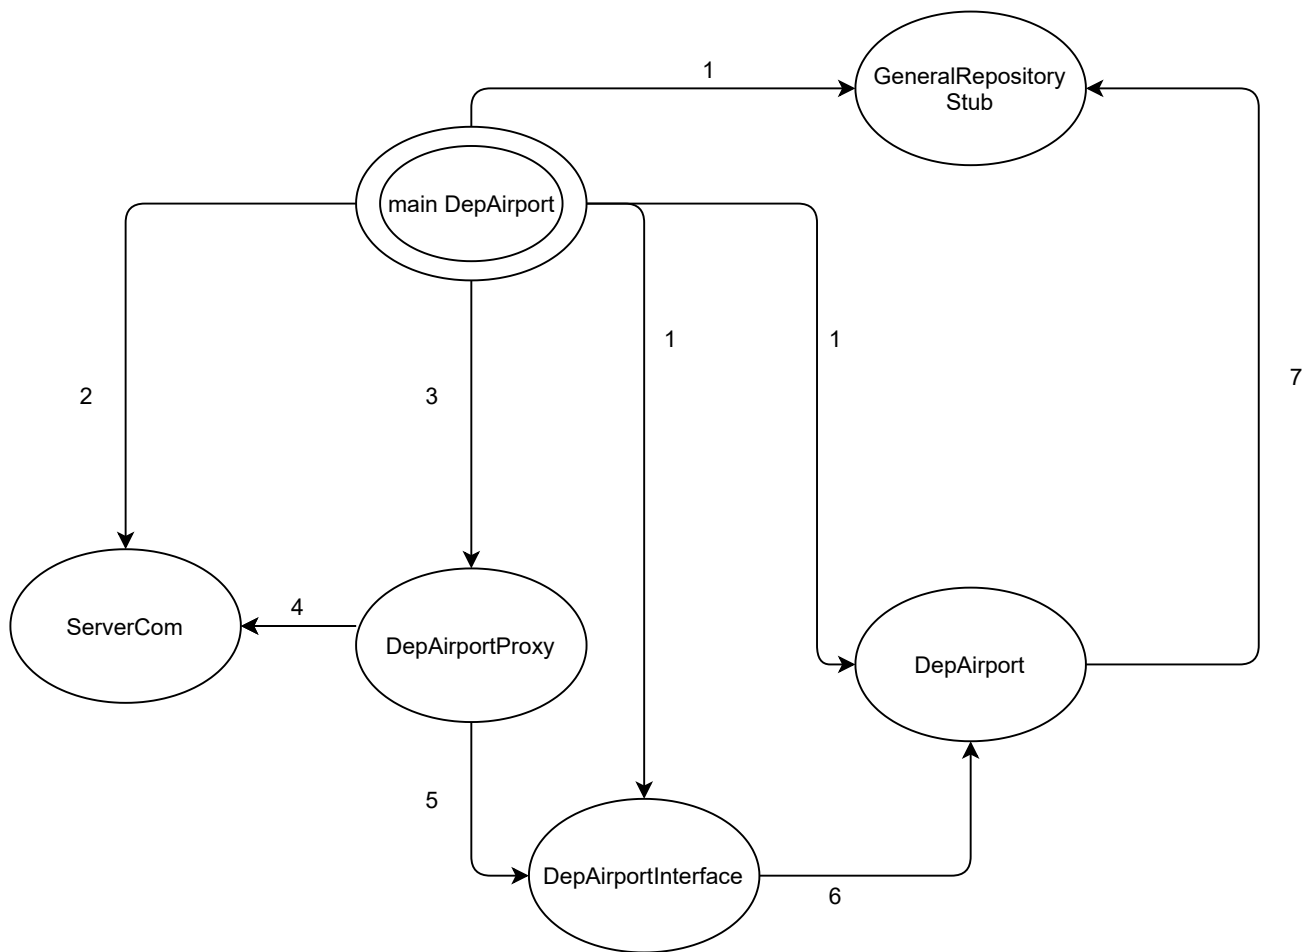 1
GeneralRepository
Stub
main DepAirport
1
1
7
2
3
4
ServerCom
DepAirportProxy
DepAirport
5
DepAirportInterface
6